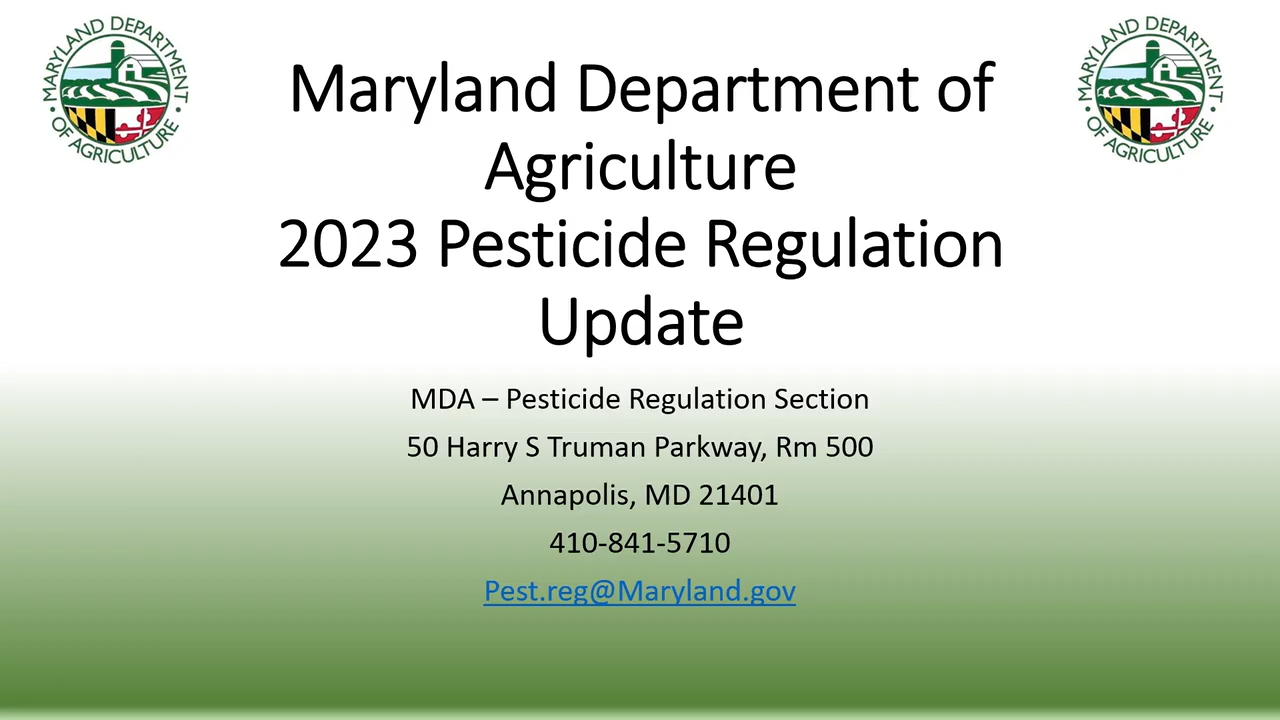 MARYLAND DEPARTMENT
OF AGRICULTURE
MARYLAND DEPARTMENT
OF AGRICULTURE
Maryland Department of
Agriculture
2023 Pesticide Regulation
Update
MDA – Pesticide Regulation Section
50 Harry S Truman Parkway, Rm 500
Annapolis, MD 21401
410-841-5710
Pest.reg@Maryland.gov